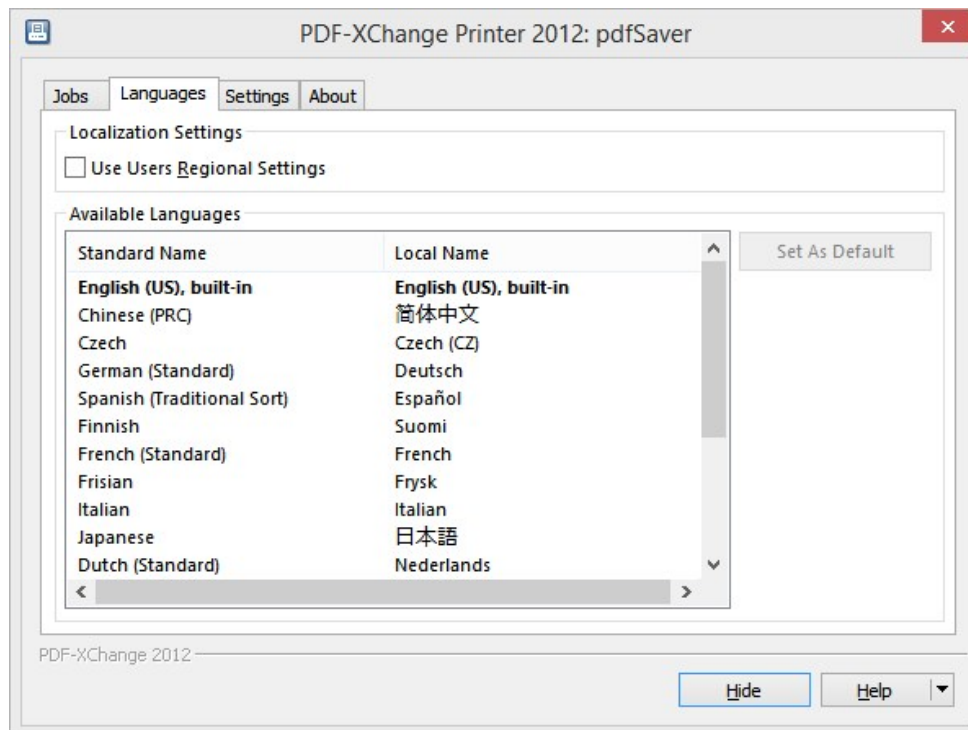 PDF-XChange Printer 2012: pdfSaver
Jobs Languages Settings About
Localization Settings
Use Users Regional Settings
Available Languages
Standard Name Local Name Set As Default
English (US), built-in English (US), built-in
Chinese (PRC) 简体中文
Czech Czech (CZ)
German (Standard) Deutsch
Spanish (Traditional Sort) Español
Finnish Suomi
French (Standard) French
Frisian Frysk
Italian Italian
Japanese 日本語
Dutch (Standard) Nederlands
PDF-XChange 2012
Hide Help